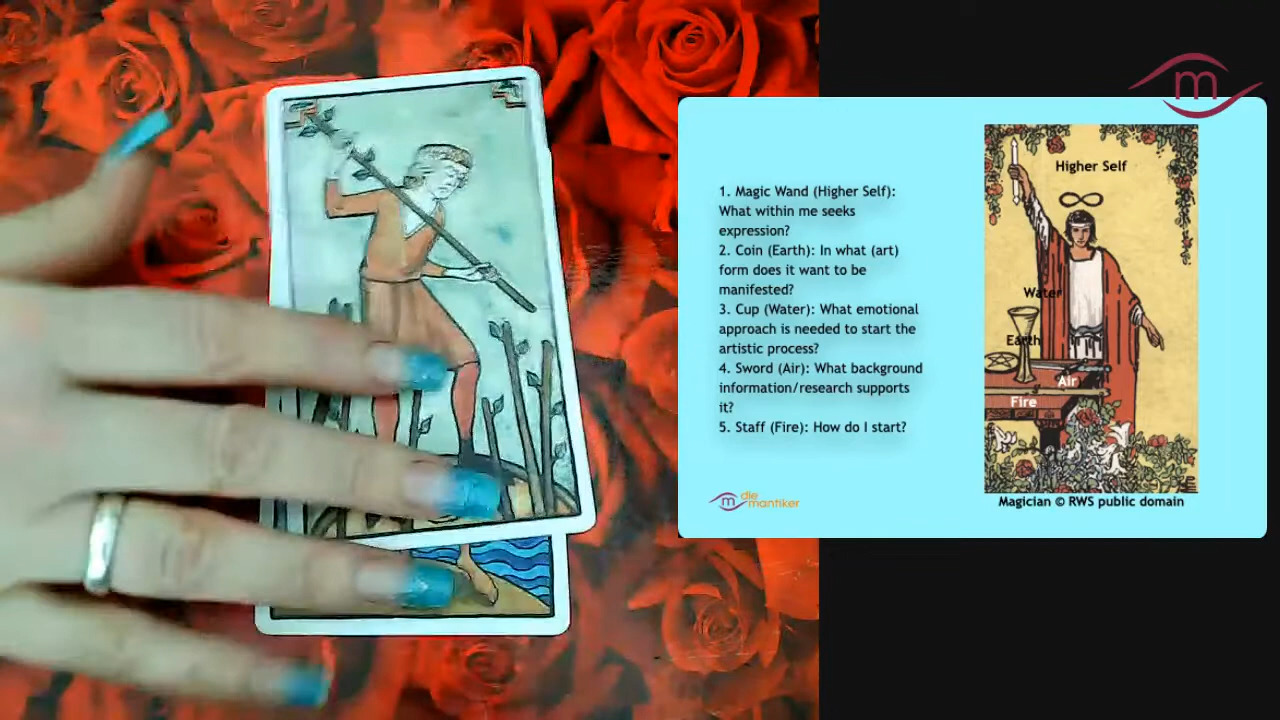 m
1. Magic Wand (Higher Self):
What within me seeks
expression?
2. Coin (Earth): In what (art)
form does it want to be
manifested?
3. Cup (Water): What emotional
approach is needed to start the
artistic process?
4. Sword (Air): What background
information/research supports
it?
5. Staff (Fire): How do I start?
Higher Self
Water
Earth
Air
Fire
m die
mantiker
Magician © RWS public domain